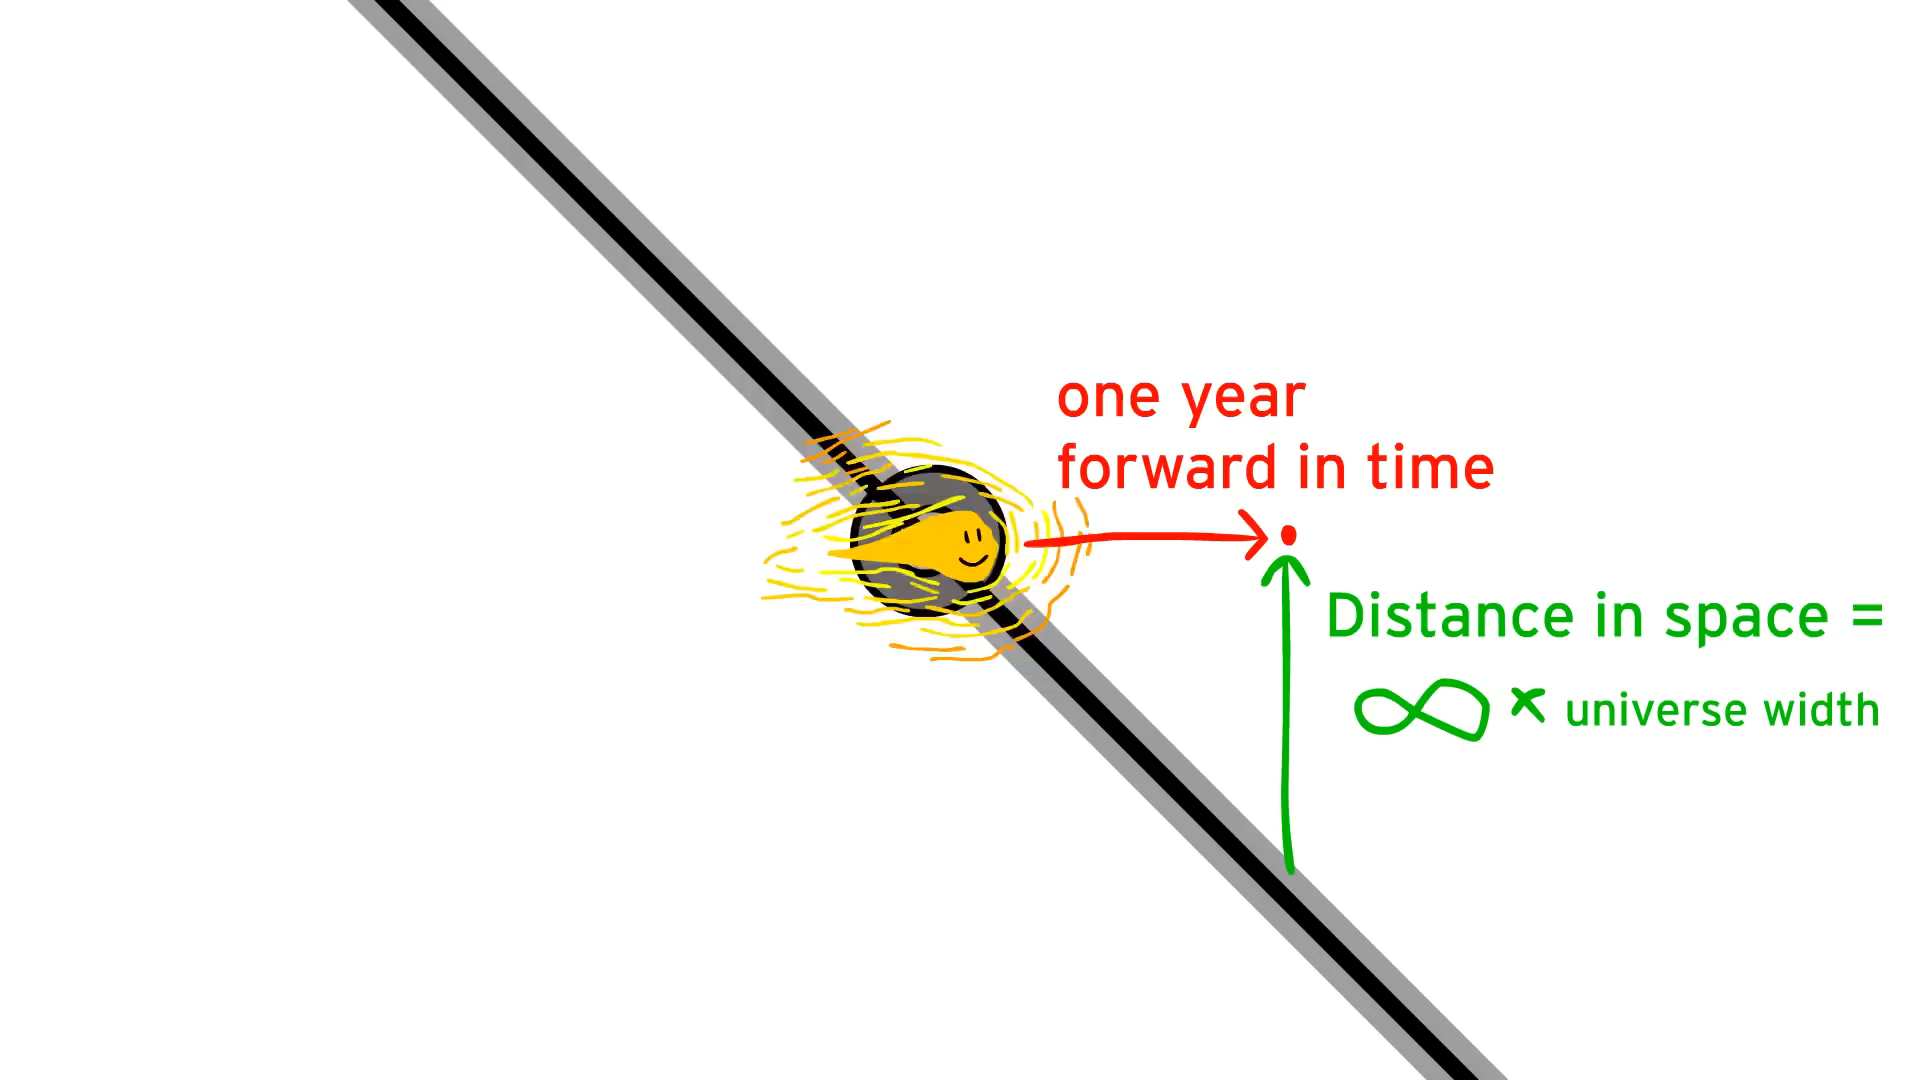 one year
forward in time
Distance in space =
∞ × universe width